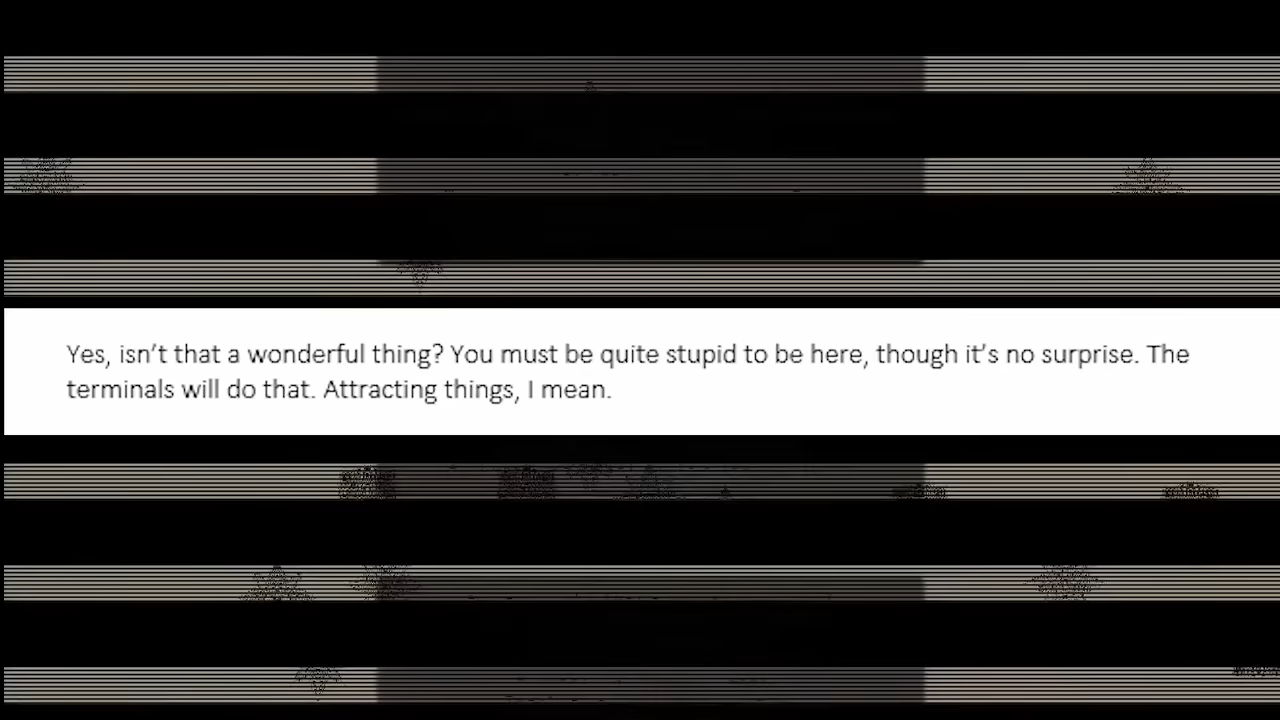 Yes, isn’t that a wonderful thing? You must be quite stupid to be here, though it’s no surprise. The
terminals will do that. Attracting things, I mean.